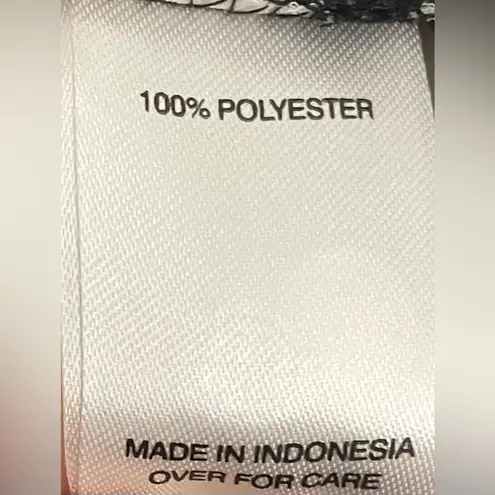 100% POLYESTER
MADE IN INDONESIA
OVER FOR CARE